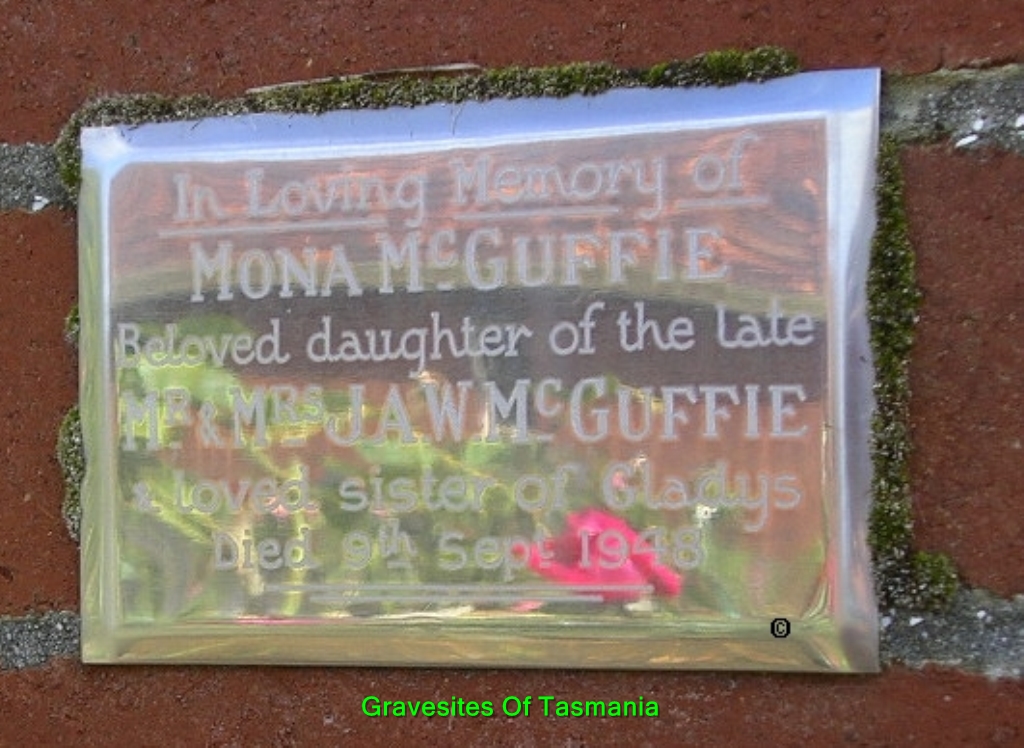 In Loving Memory of
MONA McGUFFIE
Beloved daughter of the late
MR & MRS J A W McGUFFIE
& loved sister of Gladys
Died 9th Sept 1948
©
Gravesites Of Tasmania